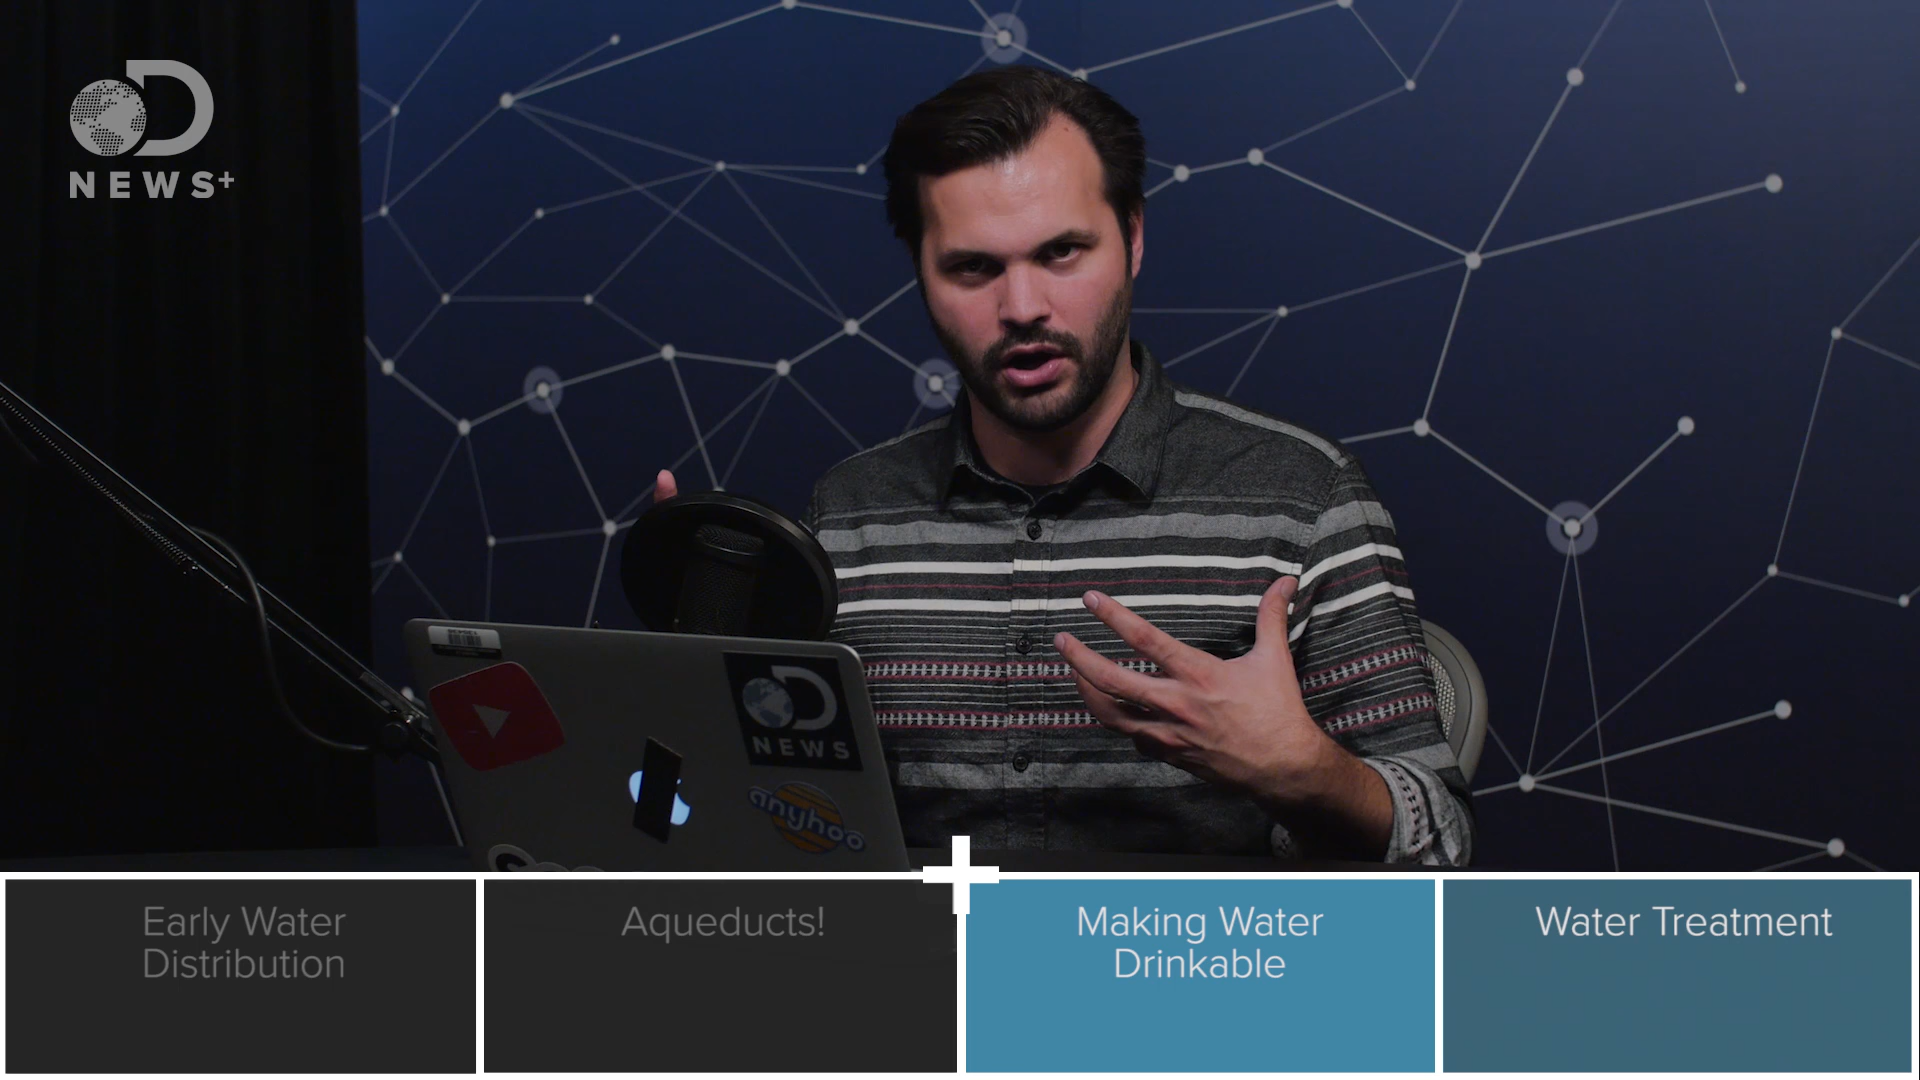 NEWS+
NEWS
anyhoo
Early Water
Distribution
Aqueducts!
Making Water
Drinkable
Water Treatment